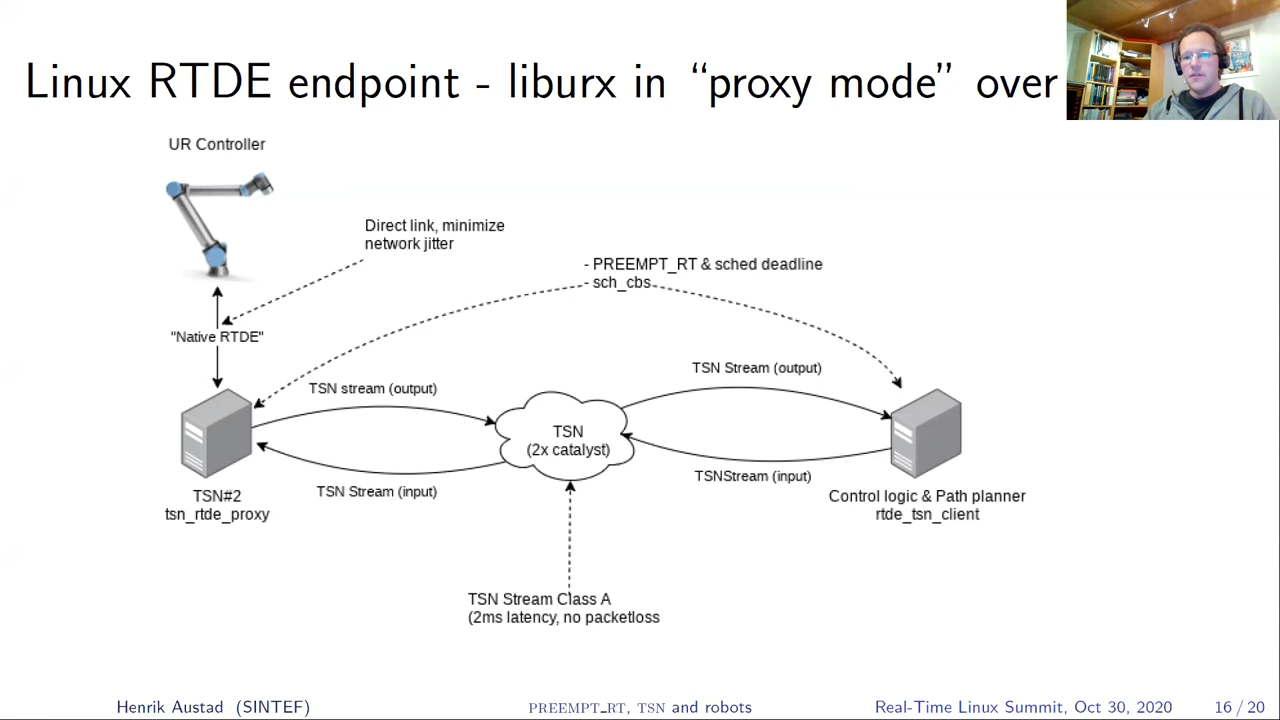 Linux RTDE endpoint - liburx in “proxy mode” over
UR Controller
Direct link, minimize
network jitter
- PREEMPT_RT & sched deadline
- sch_cbs
"Native RTDE"
TSN stream (output)
TSN Stream (output)
TSN
(2x catalyst)
TSN Stream (input)
TSNStream (input)
TSN#2
tsn_rtde_proxy
Control logic & Path planner
rtde_tsn_client
TSN Stream Class A
(2ms latency, no packetloss
Henrik Austad (SINTEF)
PREEMPT_RT, TSN and robots
Real-Time Linux Summit, Oct 30, 2020
16 / 20